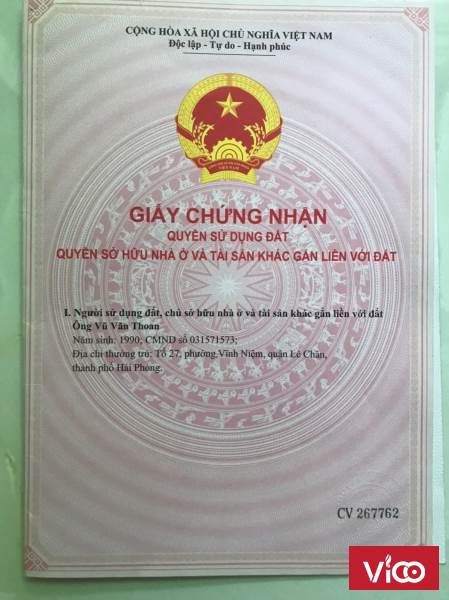 CỘNG HÒA XÃ HỘI CHỦ NGHĨA VIỆT NAM
Độc lập - Tự do - Hạnh phúc
GIẤY CHỨNG NHẬN
QUYỀN SỬ DỤNG ĐẤT
QUYỀN SỞ HỮU NHÀ Ở VÀ TÀI SẢN KHÁC GẮN LIỀN VỚI ĐẤT
I. Người sử dụng đất, chủ sở hữu nhà ở và tài sản khác gắn liền với đất
Ông Vũ Văn Thoan
Năm sinh: 1990; CMND số 031571573;
Địa chỉ thường trú: Tổ 27, phường Vĩnh Niệm, quận Lê Chân,
thành phố Hải Phòng.
CV 267762
ViCO